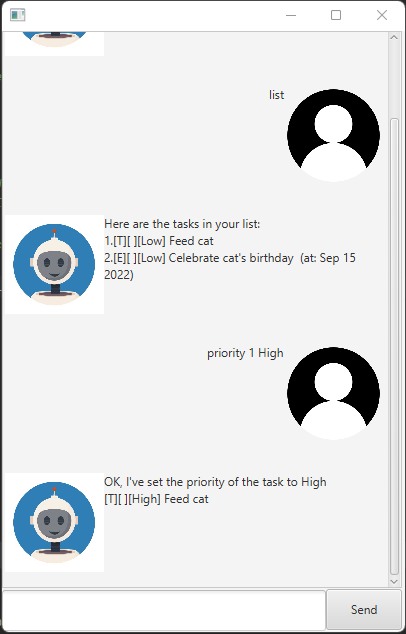 list
Here are the tasks in your list:
1.[T][ ][Low] Feed cat
2.[E][ ][Low] Celebrate cat's birthday  (at: Sep 15
2022)
priority 1 High
OK, I've set the priority of the task to High
[T][ ][High] Feed cat
Send